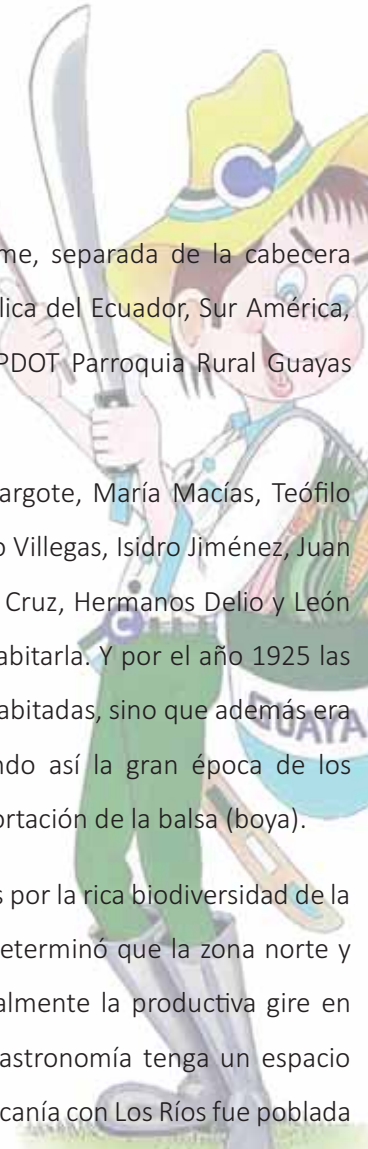 me, separada de la cabecera
lica del Ecuador, Sur América,
PDOT Parroquia Rural Guayas
argote, María Macías, Teófilo
o Villegas, Isidro Jiménez, Juan
Cruz, Hermanos Delio y León
abitarla. Y por el año 1925 las
abitadas, sino que además era
ndo así la gran época de los
ortación de la balsa (boya).
s por la rica biodiversidad de la
eterminó que la zona norte y
almente la productiva gire en
astronomía tenga un espacio
canía con Los Ríos fue poblada
C
C
GUAYA